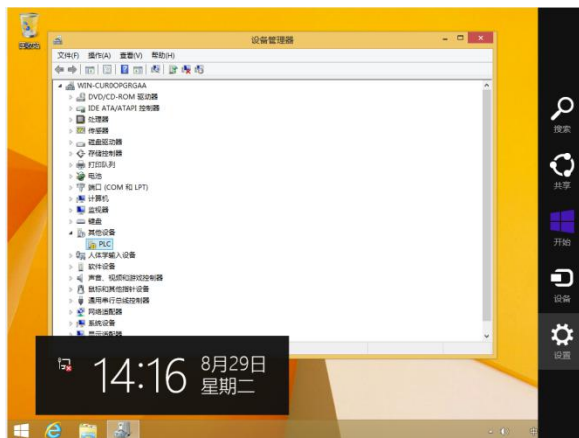 回收站
设备管理器
文件(F) 操作(A) 查看(V) 帮助(H)
WIN-CUR0OPGRGAA
DVD/CD-ROM 驱动器
IDE ATA/ATAPI 控制器
处理器
传感器
磁盘驱动器
存储控制器
打印队列
电池
端口 (COM 和 LPT)
计算机
监视器
键盘
其他设备
PLC
人体学输入设备
软件设备
声音、视频和游戏控制器
鼠标和其他指针设备
通用串行总线控制器
网络适配器
系统设备
显示适配器
搜索
共享
开始
设备
设置
14:16
8月29日
星期二
中